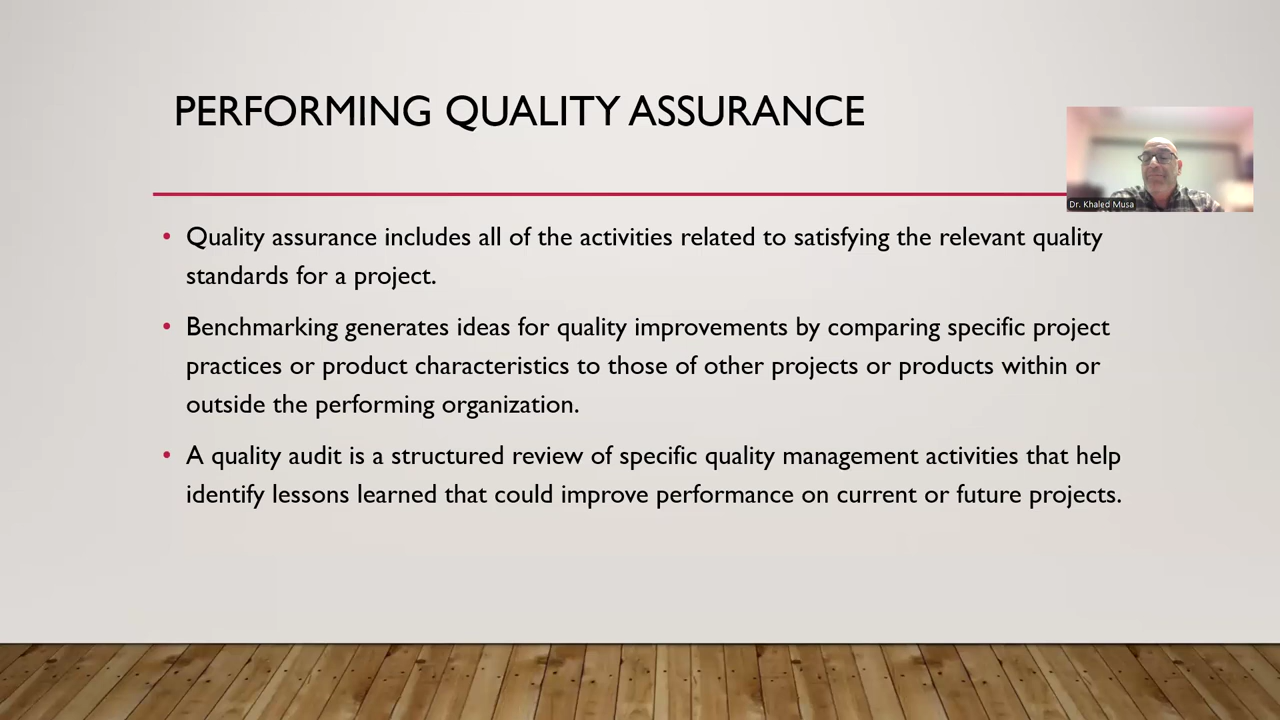 PERFORMING QUALITY ASSURANCE
Dr. Khaled Musa
• Quality assurance includes all of the activities related to satisfying the relevant quality
standards for a project.
• Benchmarking generates ideas for quality improvements by comparing specific project
practices or product characteristics to those of other projects or products within or
outside the performing organization.
• A quality audit is a structured review of specific quality management activities that help
identify lessons learned that could improve performance on current or future projects.